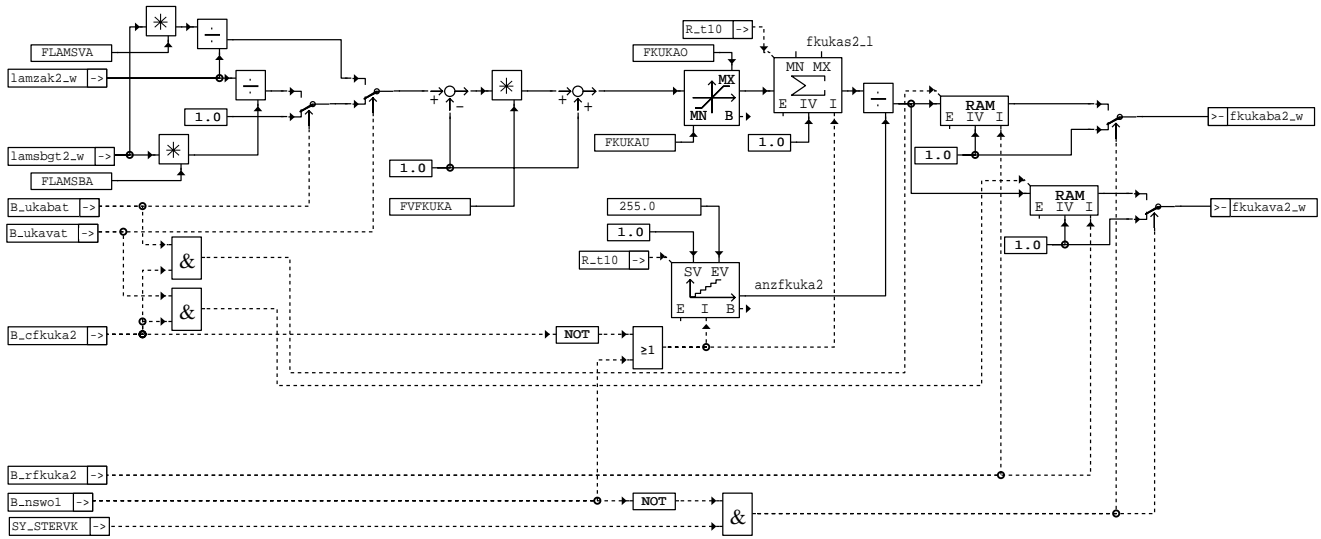 R_t10 ->
fkukas2_l
FLAMSVA
FKUKAO
lamzak2_w ->
MX
MN
B
MN MX
E IV I
1.0
1.0
RAM
E IV I
>- fkukaba2_w
lamsbgt2_w ->
FKUKAU
1.0
1.0
FLAMSBA
1.0
RAM
E IV I
B_ukabat ->
FVFKUKA
255.0
>- fkukava2_w
B_ukavat ->
1.0
1.0
&
R_t10 ->
SV EV
E I B
anzfkuka2
&
B_cfkuka2 ->
NOT
≥1
B_rfkuka2 ->
B_nswo1 ->
NOT
&
SY_STERVK ->